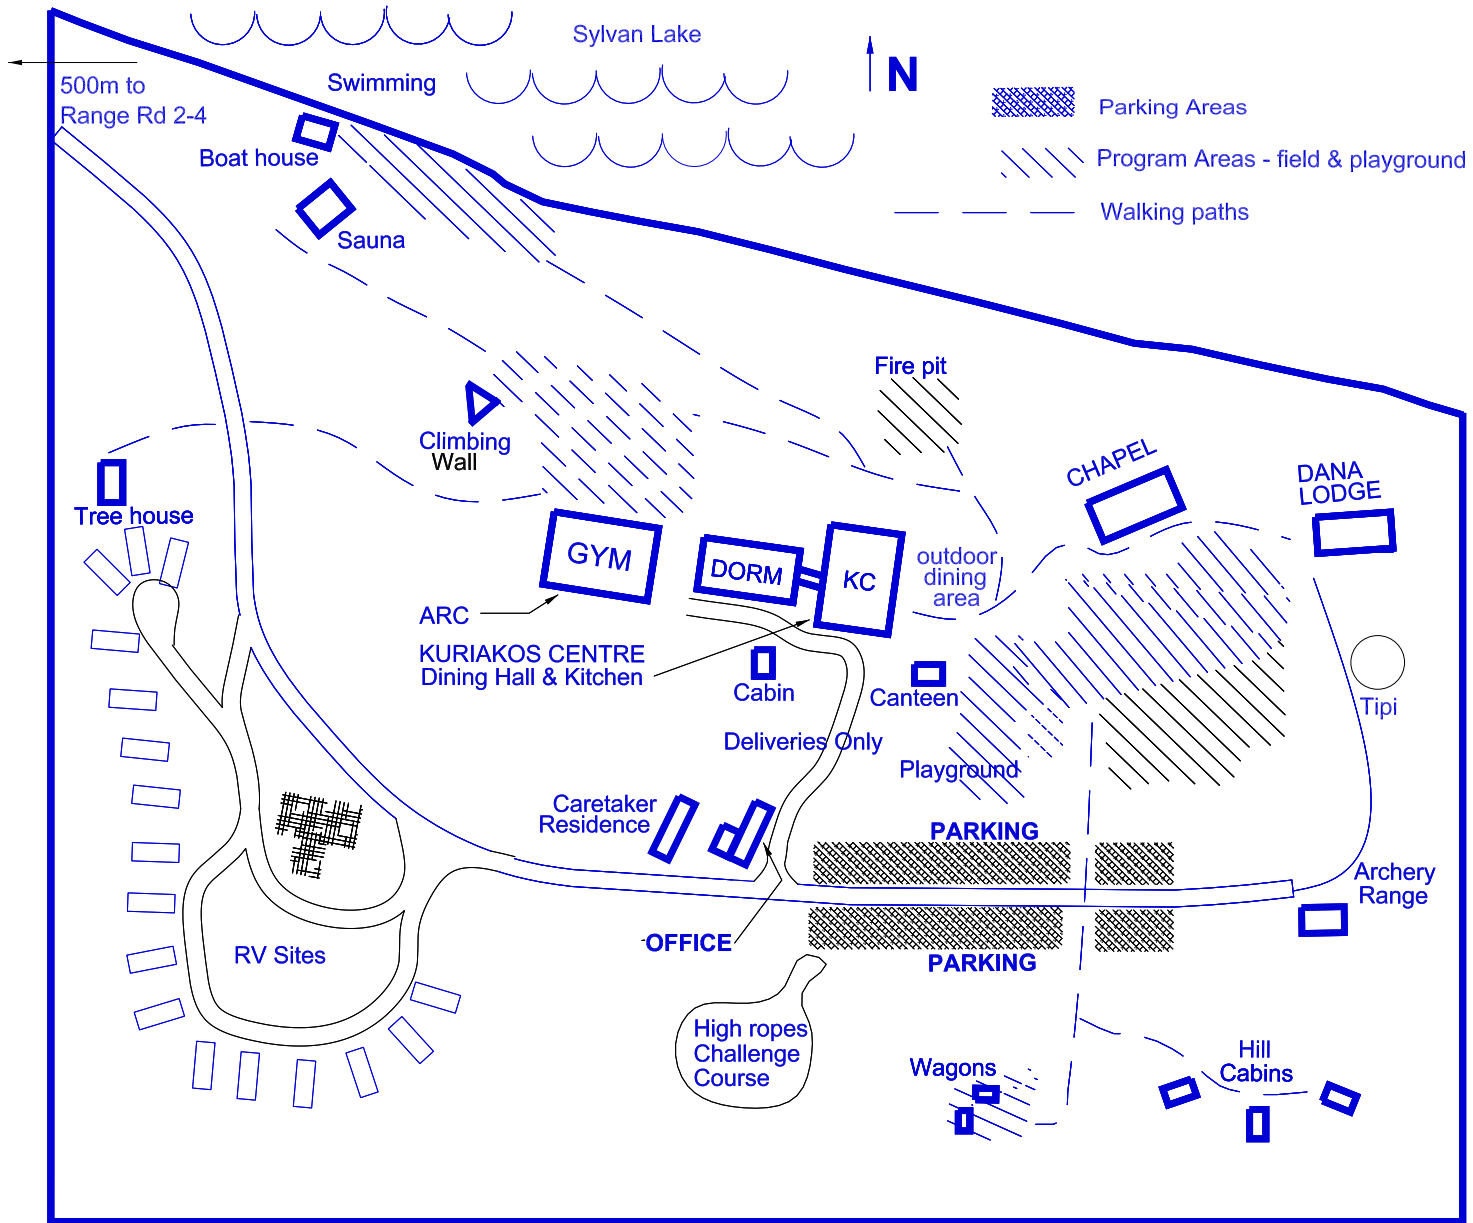 Sylvan Lake
N
500m to
Range Rd 2-4
Swimming
Parking Areas
Boat house
Program Areas - field & playground
Sauna
Walking paths
Fire pit
Climbing
Wall
CHAPEL
DANA
LODGE
Tree house
GYM
DORM
KC
outdoor
dining
area
ARC
KURIAKOS CENTRE
Dining Hall & Kitchen
Cabin
Canteen
Tipi
Deliveries Only
Playground
Caretaker
Residence
PARKING
Archery
Range
RV Sites
-OFFICE
PARKING
High ropes
Challenge
Course
Wagons
Hill
Cabins